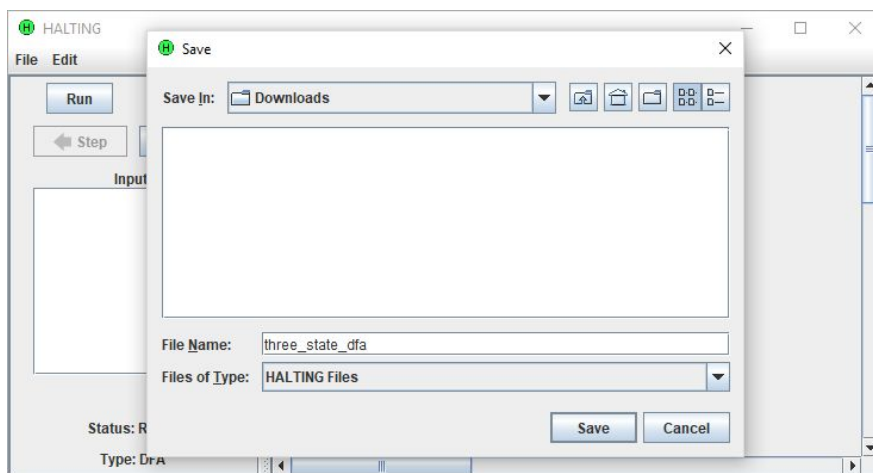 HALTING
File Edit
Save
Run
Save In: Downloads
Step
Input
File Name: three_state_dfa
Files of Type: HALTING Files
Save Cancel
Status: R
Type: DFA